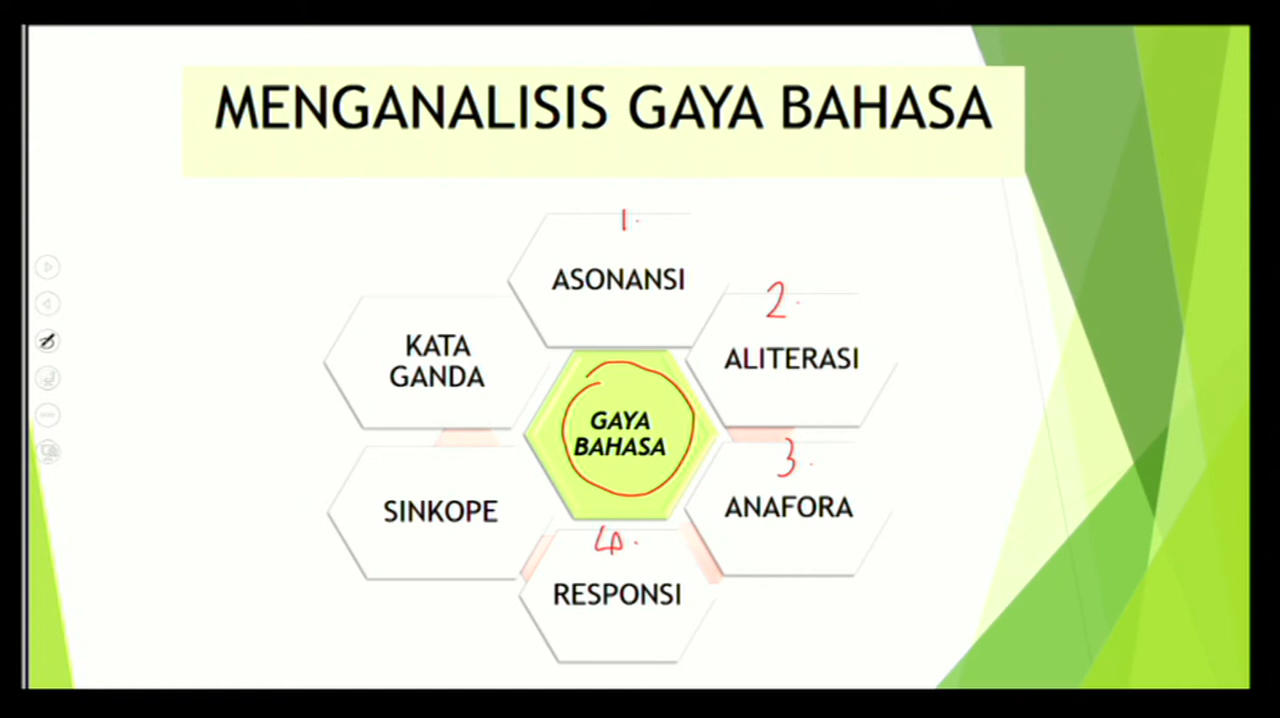 MENGANALISIS GAYA BAHASA
1.
ASONANSI
2.
ALITERASI
3.
ANAFORA
4.
RESPONSI
SINKOPE
KATA
GANDA
GAYA
BAHASA